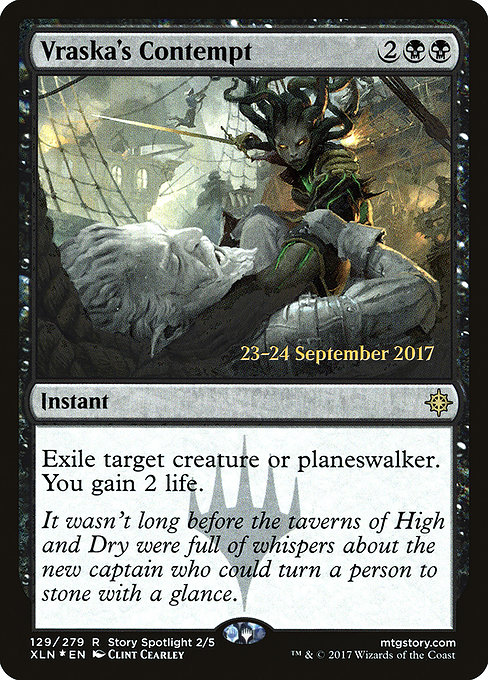 Vraska's Contempt 2
23–24 September 2017
Instant
Exile target creature or planeswalker.
You gain 2 life.
It wasn't long before the taverns of High
and Dry were full of whispers about the
new captain who could turn a person to
stone with a glance.
129/279 R Story Spotlight 2/5 mtgstory.com
XLN ★ EN Clint Cearley ™ & © 2017 Wizards of the Coast